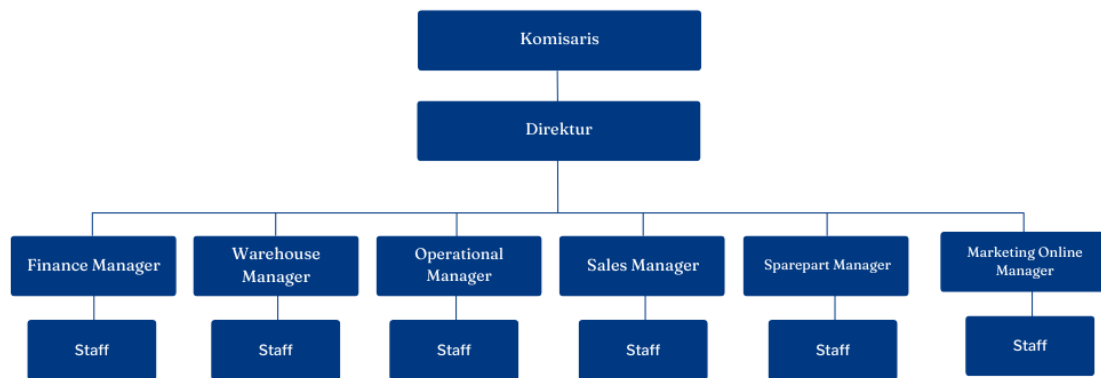 Komisaris
Direktur
Finance Manager
Warehouse
Manager
Operational
Manager
Sales Manager
Sparepart Manager
Marketing Online
Manager
Staff
Staff
Staff
Staff
Staff
Staff